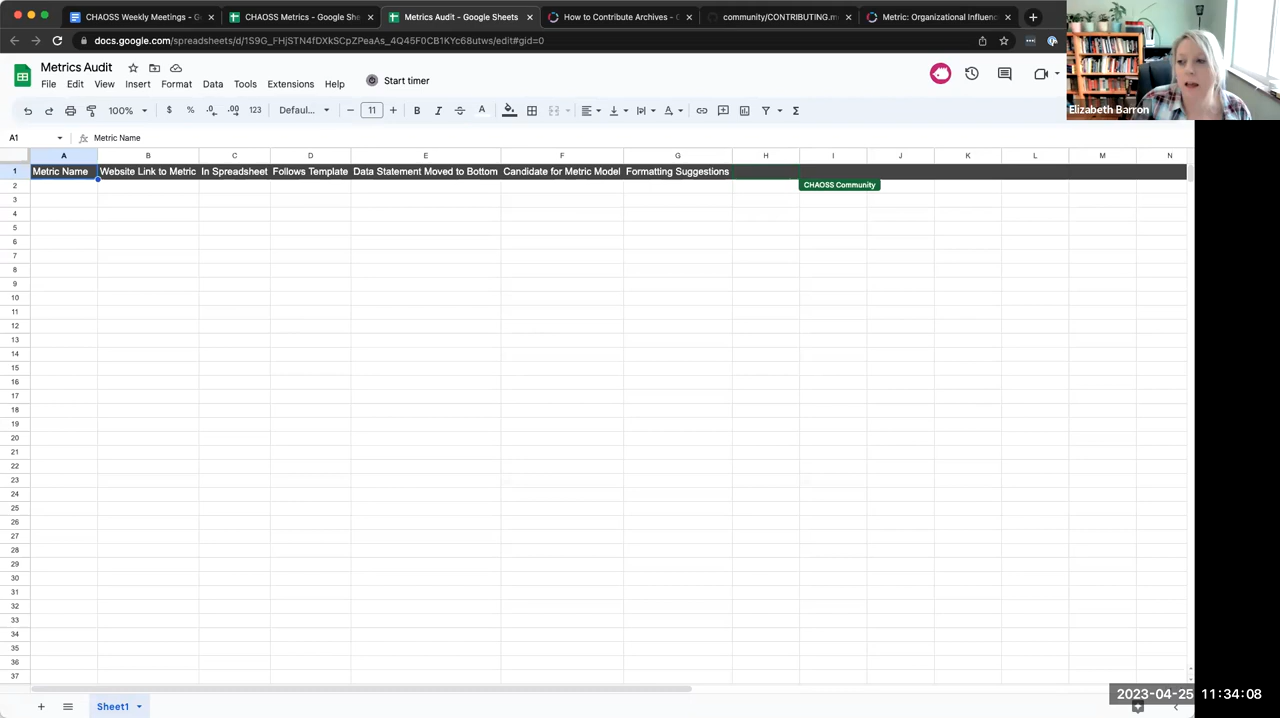 CHAOSS Weekly Meetings - G
CHAOSS Metrics - Google She
Metrics Audit - Google Sheets
How to Contribute Archives - C
community/CONTRIBUTING.m
Metric: Organizational Influenc
docs.google.com/spreadsheets/d/1S9G_FHjSTN4fDXkSCpZPeaAs_4Q45F0CB1KYc68utws/edit#gid=0
Metrics Audit
File Edit View Insert Format Data Tools Extensions Help
Start timer
Elizabeth Barron
100% $ % .0 .00 123 Defaul... 11 B I A
A1 fx Metric Name
A B C D E F G H I J K L M N
1 Metric Name Website Link to Metric In Spreadsheet Follows Template Data Statement Moved to Bottom Candidate for Metric Model Formatting Suggestions
2 CHAOSS Community
3
4
5
6
7
8
9
10
11
12
13
14
15
16
17
18
19
20
21
22
23
24
25
26
27
28
29
30
31
32
33
34
35
36
37
2023-04-25 11:34:08
Sheet1